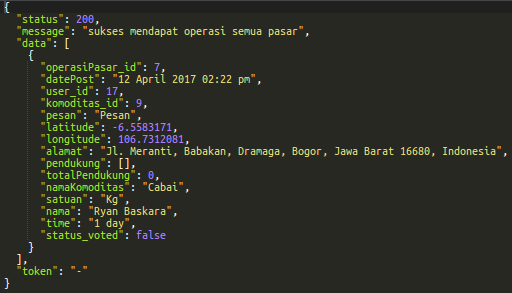 {
"status": 200,
"message": "sukses mendapat operasi semua pasar",
"data": [
{
"operasiPasar_id": 7,
"datePost": "12 April 2017 02:22 pm",
"user_id": 17,
"komoditas_id": 9,
"pesan": "Pesan",
"latitude": -6.5583171,
"longitude": 106.7312081,
"alamat": "Jl. Meranti, Babakan, Dramaga, Bogor, Jawa Barat 16680, Indonesia",
"pendukung": [],
"totalPendukung": 0,
"namaKomoditas": "Cabai",
"satuan": "Kg",
"nama": "Ryan Baskara",
"time": "1 day",
"status_voted": false
}
],
"token": "-"
}